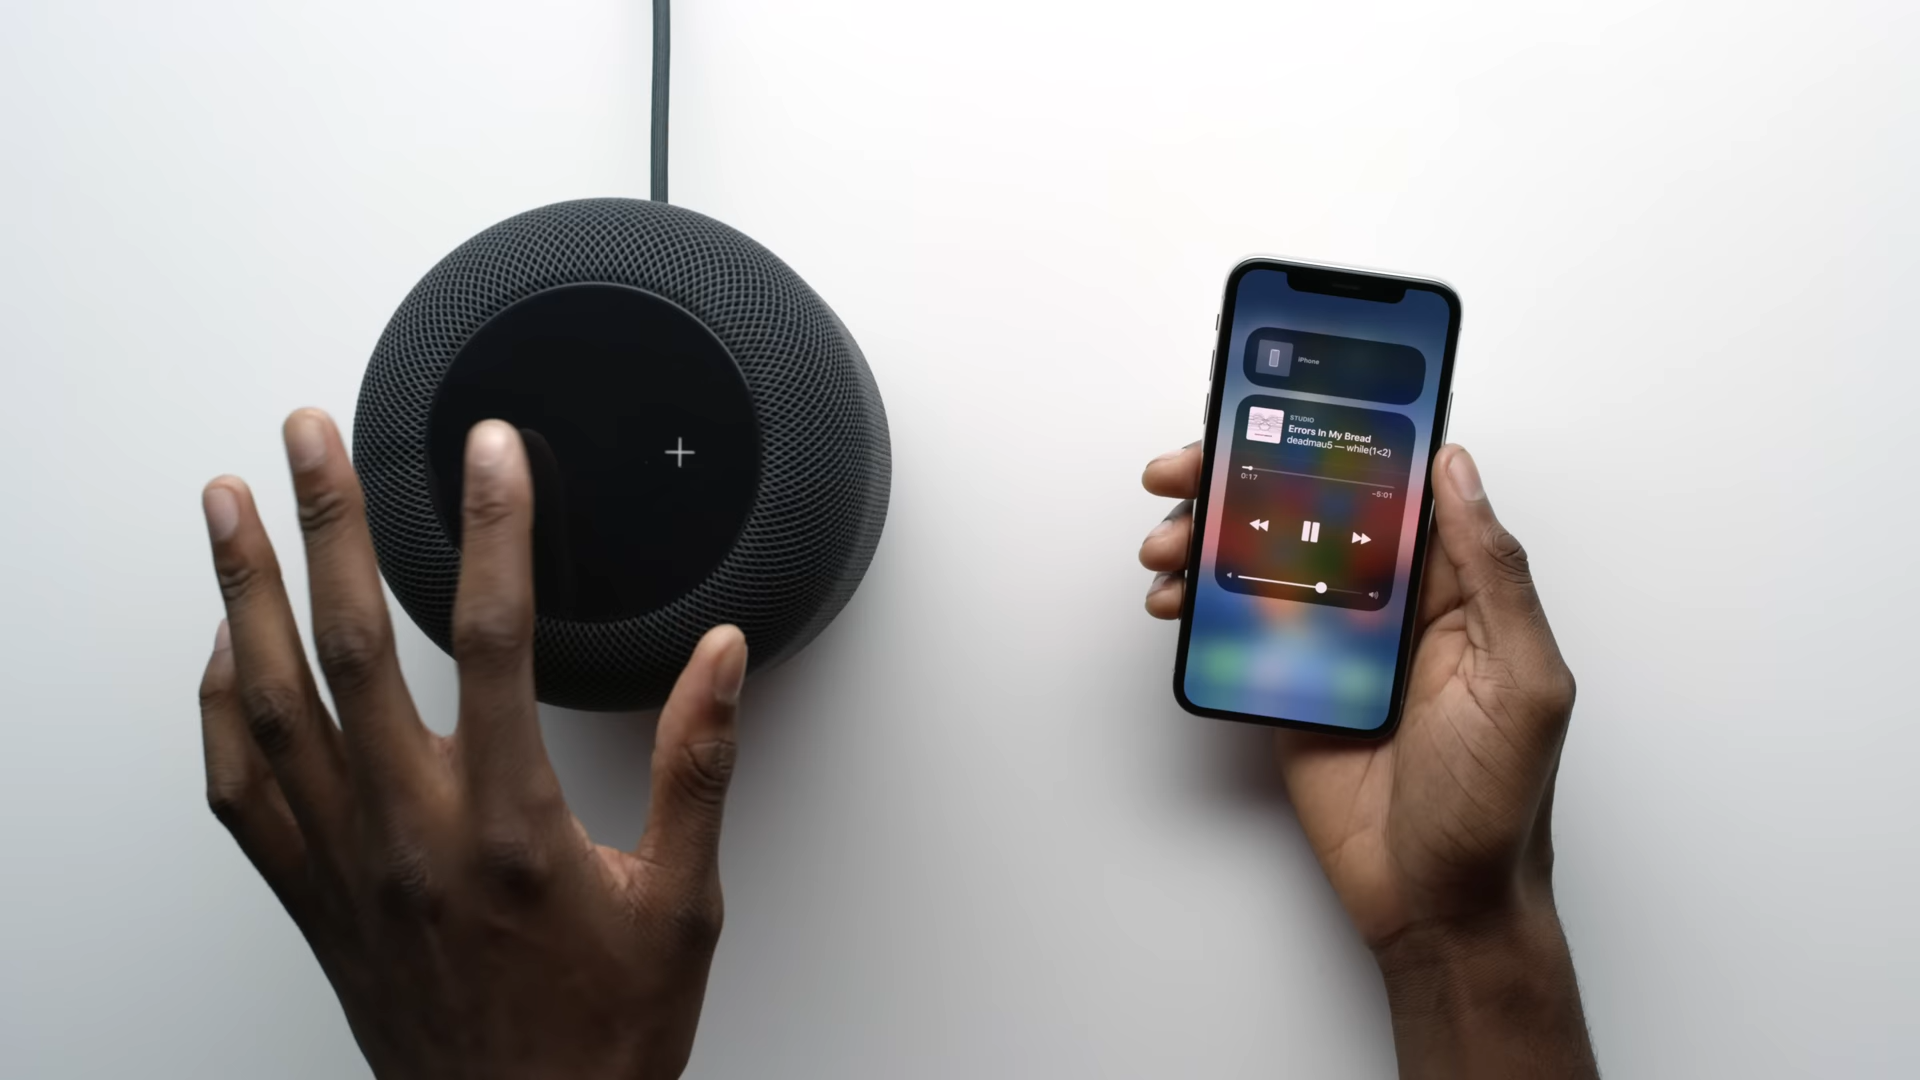 iPhone
STUDIO
Errors In My Bread
deadmau5 — while(1<2)
0:17
-5:01